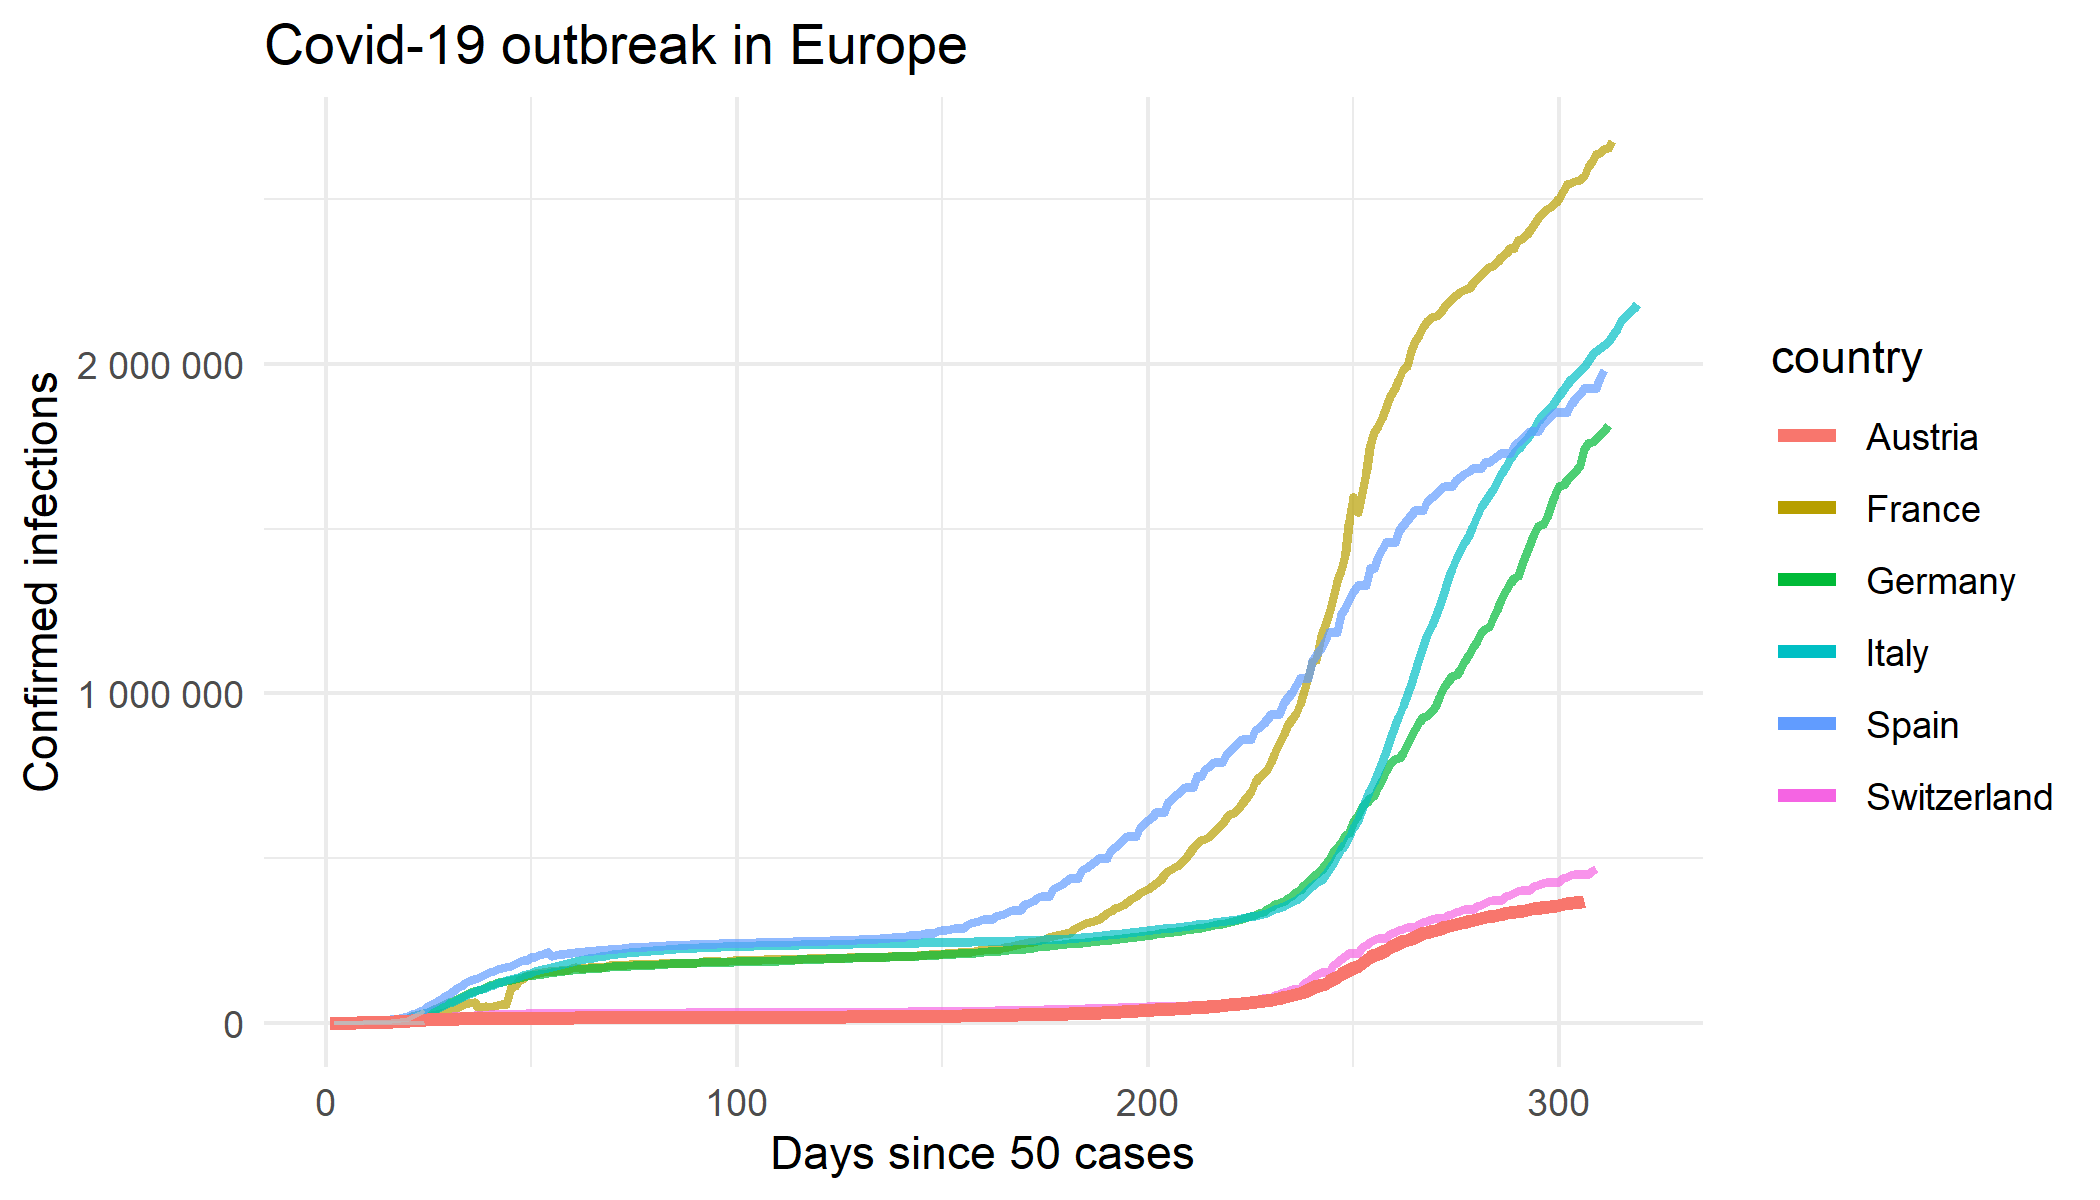 Covid-19 outbreak in Europe
Confirmed infections
2 000 000
1 000 000
0
0 100 200 300
Days since 50 cases
country
Austria
France
Germany
Italy
Spain
Switzerland